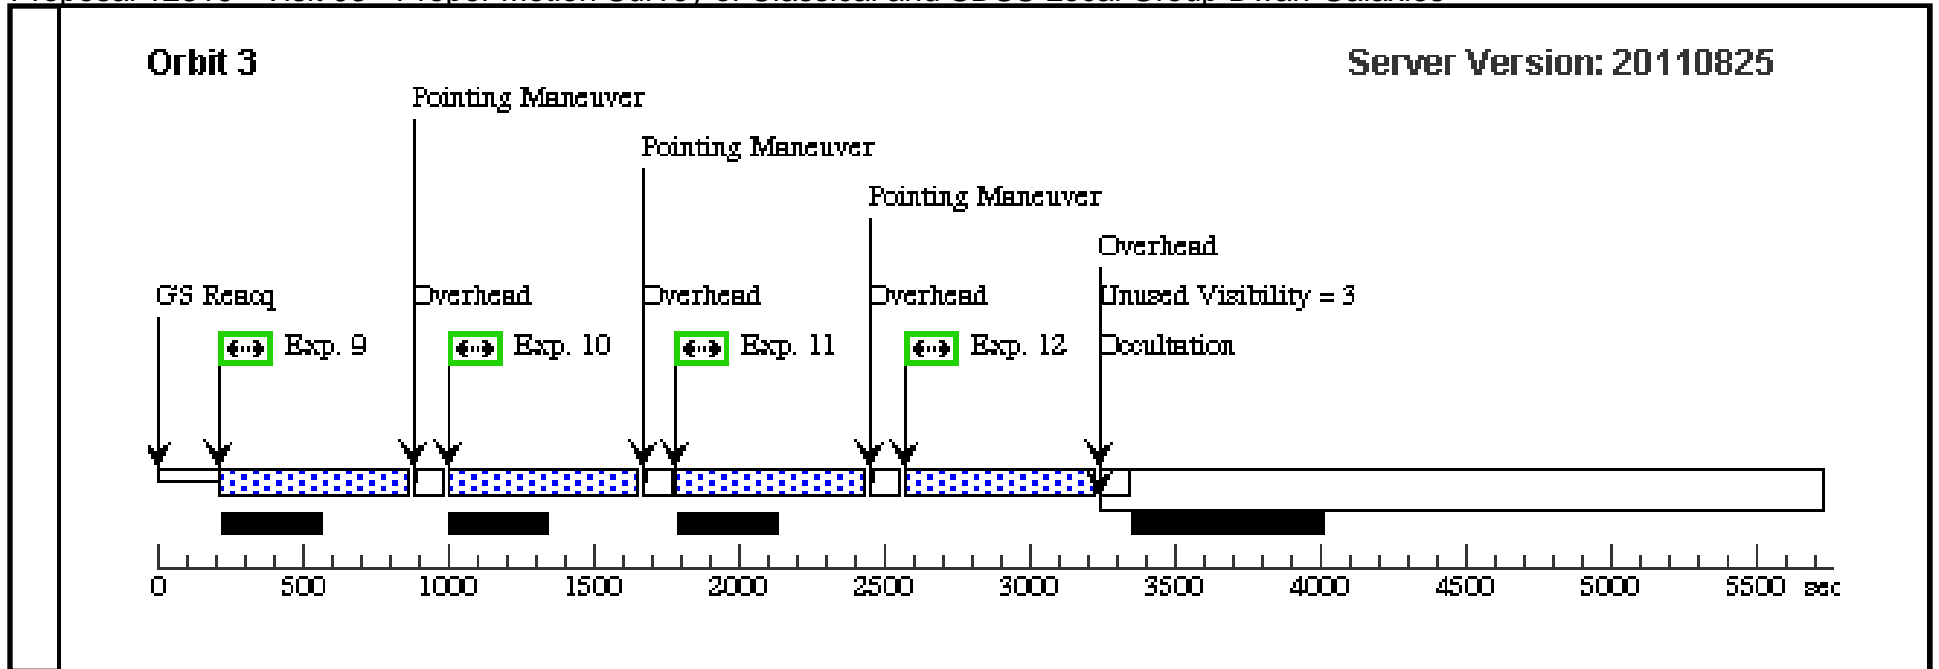 Orbit 3
Server Version: 20110825
Pointing Maneuver
Pointing Maneuver
Pointing Maneuver
Overhead
GS Reacq
Overhead
Overhead
Overhead
Unused Visibility = 3
Exp. 9
Exp. 10
Exp. 11
Exp. 12
Occultation
0 500 1000 1500 2000 2500 3000 3500 4000 4500 5000 5500 sec